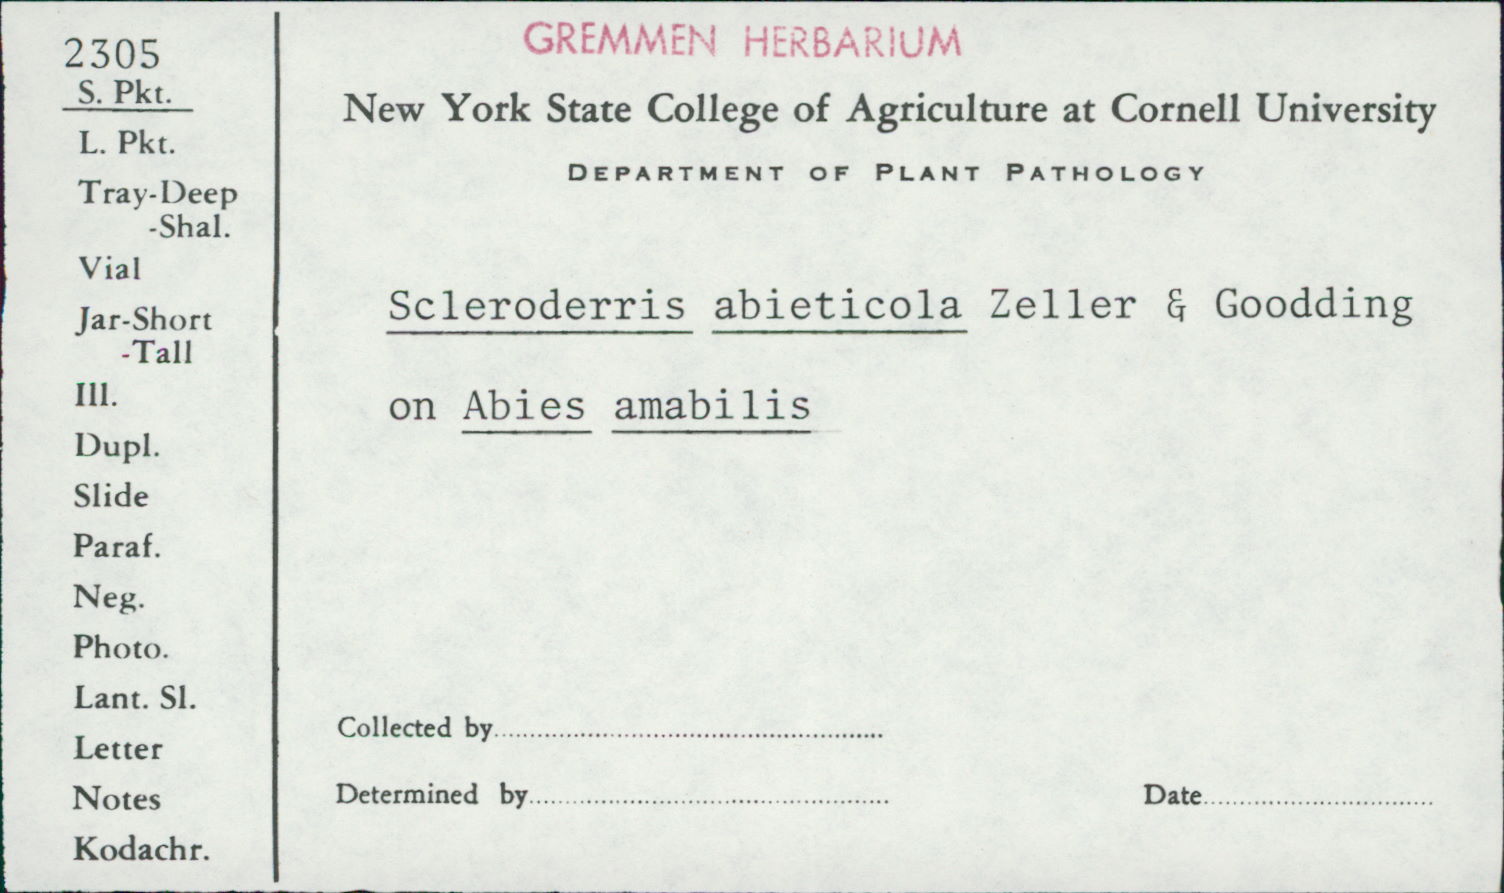 2305
S. Pkt.
L. Pkt.
Tray-Deep
-Shal.
Vial
Jar-Short
-Tall
Ill.
Dupl.
Slide
Paraf.
Neg.
Photo.
Lant. Sl.
Letter
Notes
Kodachr.
GREMMEN HERBARIUM
New York State College of Agriculture at Cornell University
DEPARTMENT OF PLANT PATHOLOGY
Scleroderris abieticola Zeller & Goodding
on Abies amabilis
Collected by
Determined by
Date